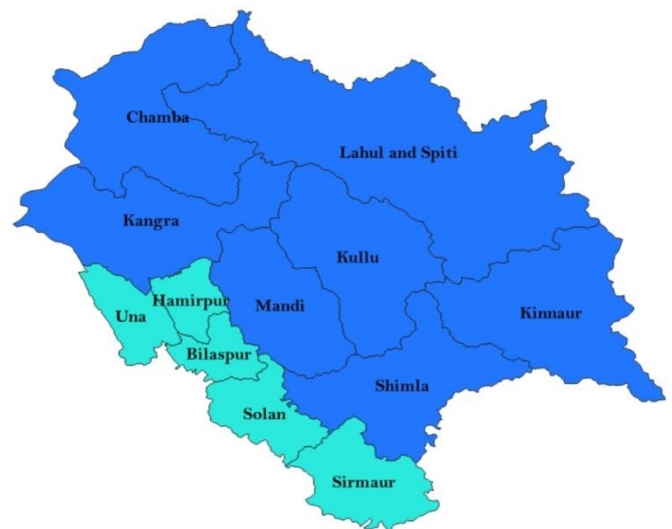 Chamba
Lahul and Spiti
Kangra
Kullu
Hamirpur
Mandi
Una
Kinnaur
Bilaspur
Shimla
Solan
Sirmaur